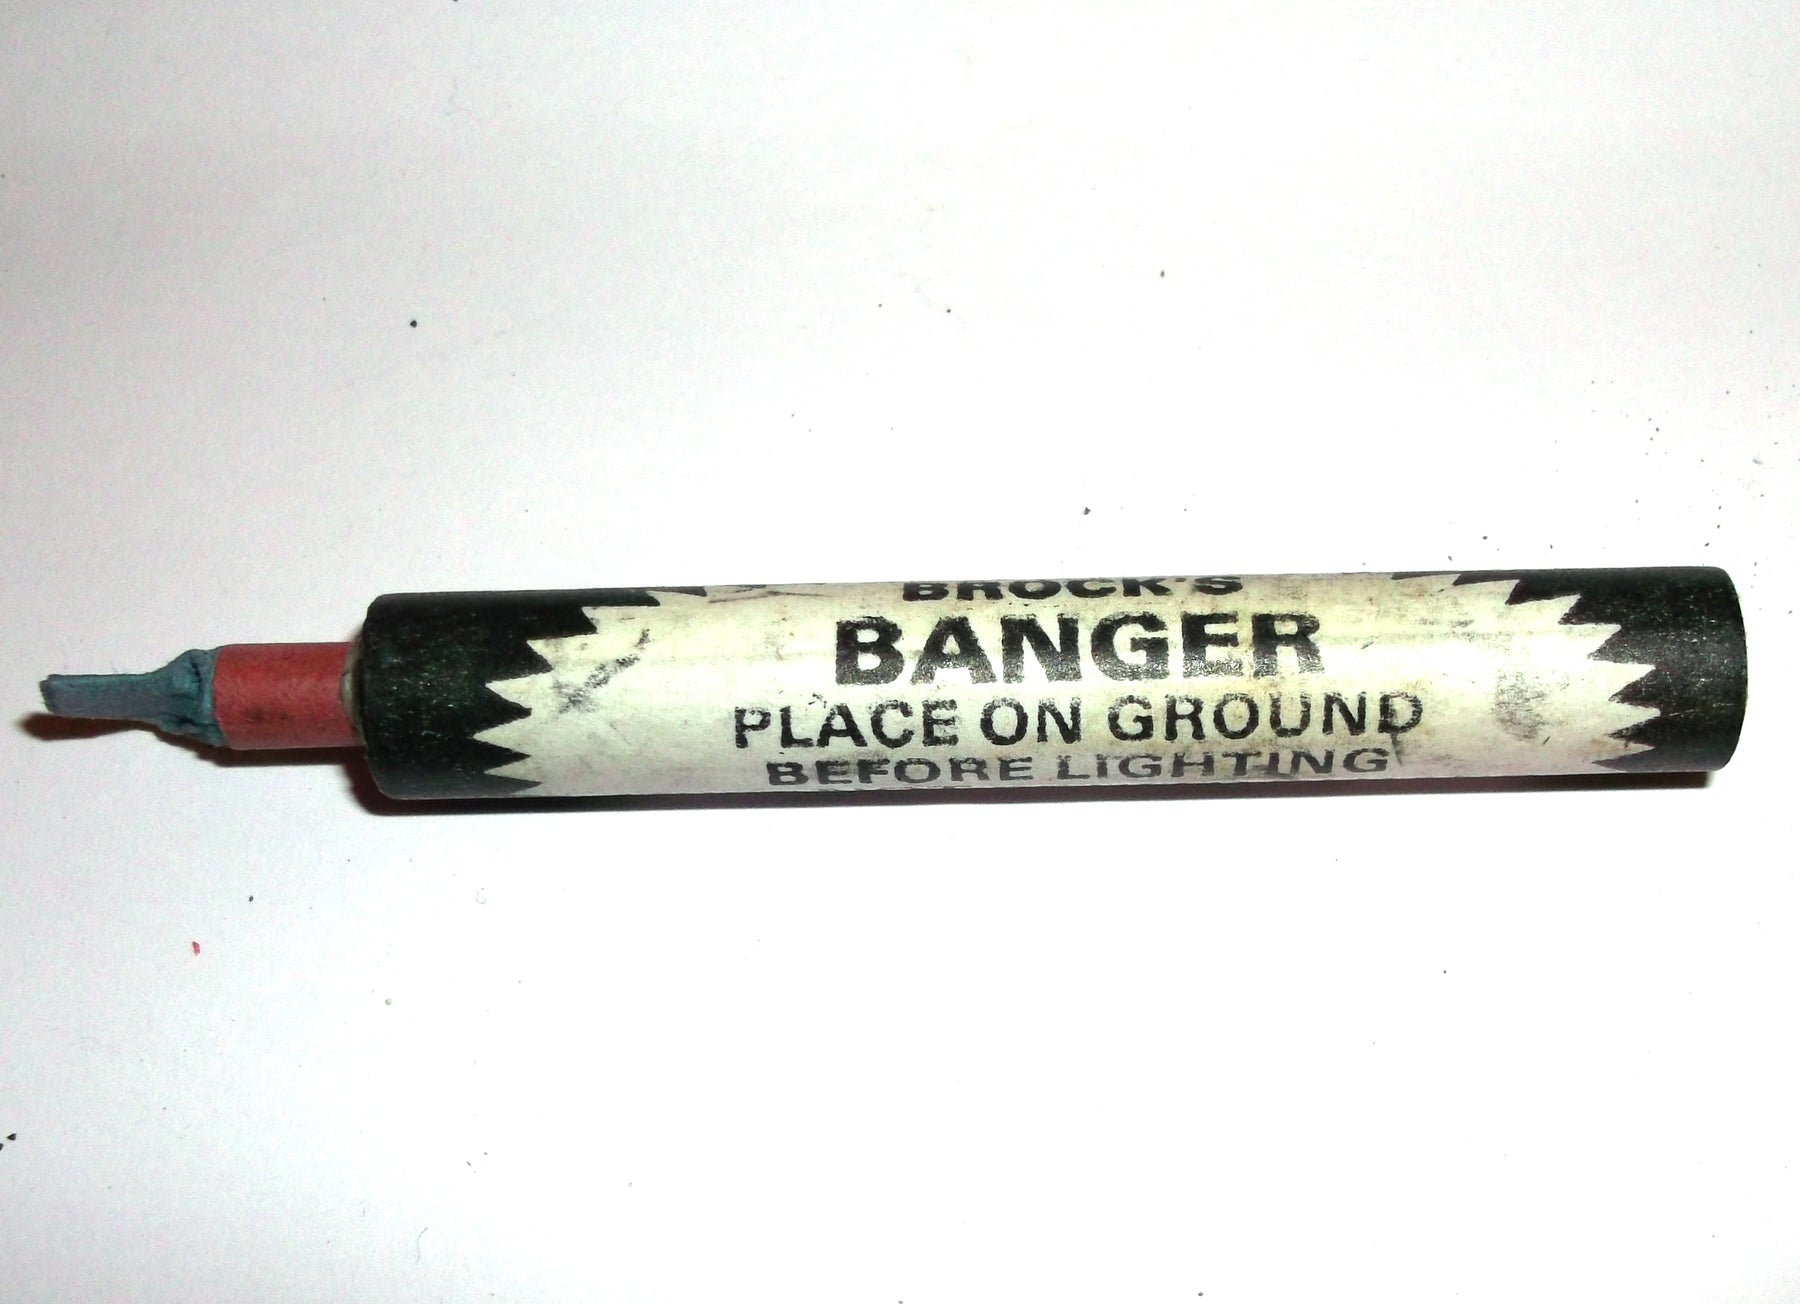 BROCK'S
BANGER
PLACE ON GROUND
BEFORE LIGHTING